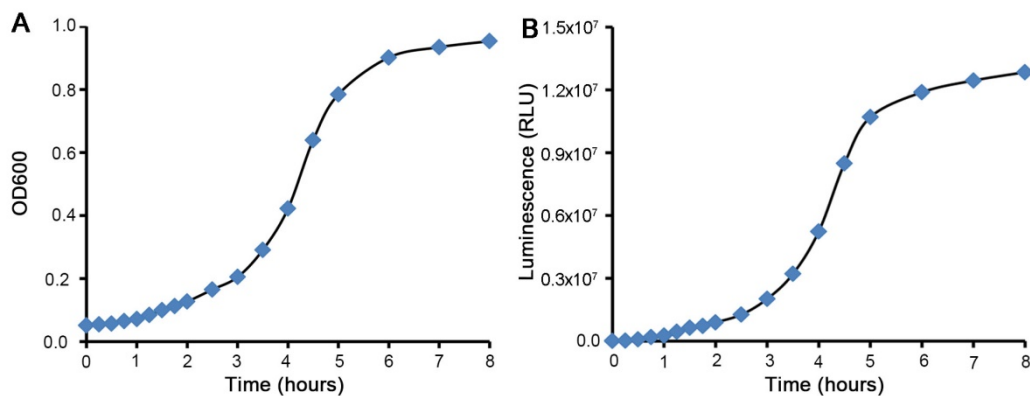 A
1.0
0.8
0.6
0.4
0.2
0.0
OD600
0 1 2 3 4 5 6 7 8
Time (hours)
B
1.5x10⁷
1.2x10⁷
0.9x10⁷
0.6x10⁷
0.3x10⁷
0.0
Luminescence (RLU)
0 1 2 3 4 5 6 7 8
Time (hours)